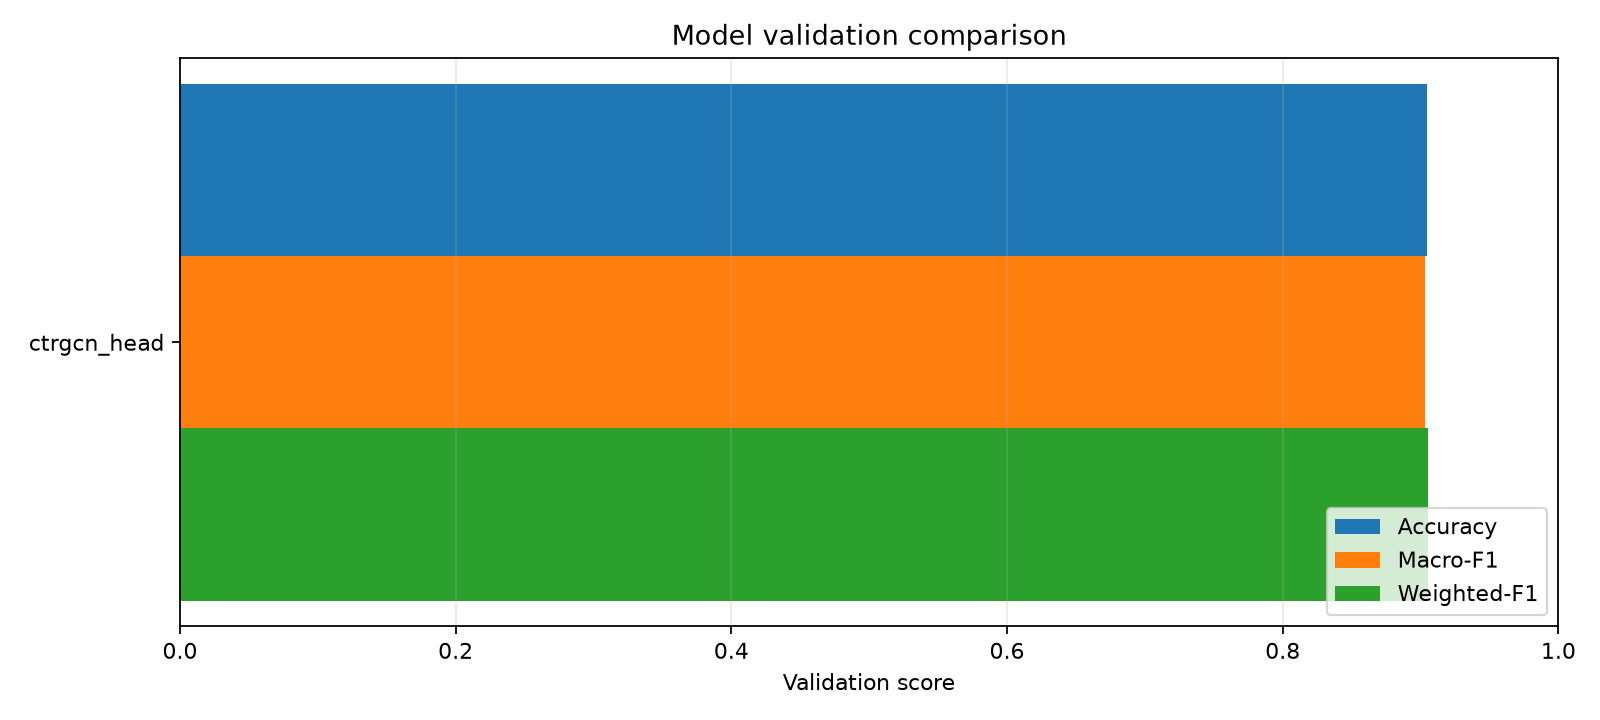 Model validation comparison
ctrgcn_head
Accuracy
Macro-F1
Weighted-F1
0.0 0.2 0.4 0.6 0.8 1.0
Validation score